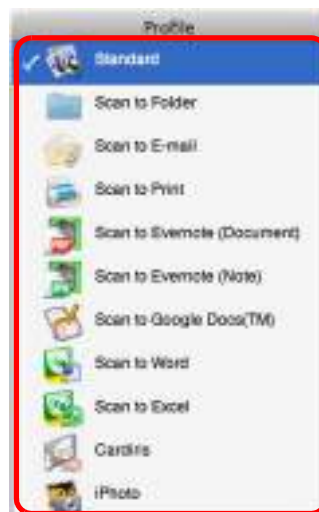 Profile
Standard
Scan to Folder
Scan to E-mail
Scan to Print
Scan to Evernote (Document)
Scan to Evernote (Note)
Scan to Google Docs(TM)
Scan to Word
Scan to Excel
Cardiris
iPhoto